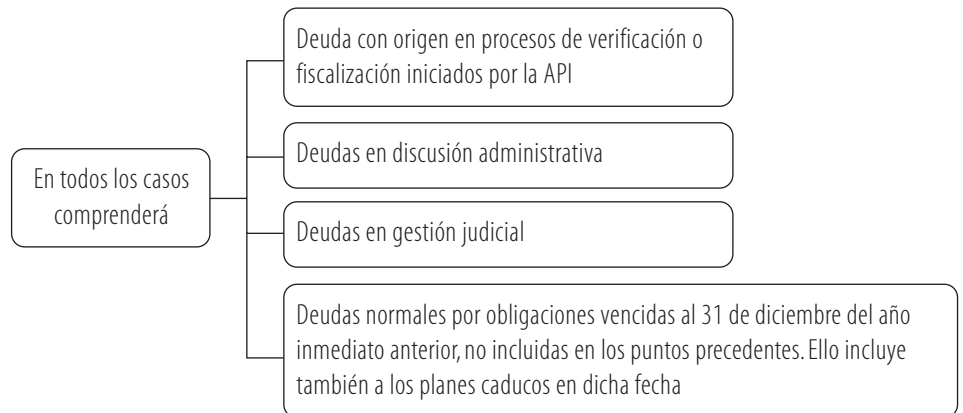 Deuda con origen en procesos de verificación o
fiscalización iniciados por la API
Deudas en discusión administrativa
En todos los casos
comprenderá
Deudas en gestión judicial
Deudas normales por obligaciones vencidas al 31 de diciembre del año
inmediato anterior, no incluidas en los puntos precedentes. Ello incluye
también a los planes caducos en dicha fecha